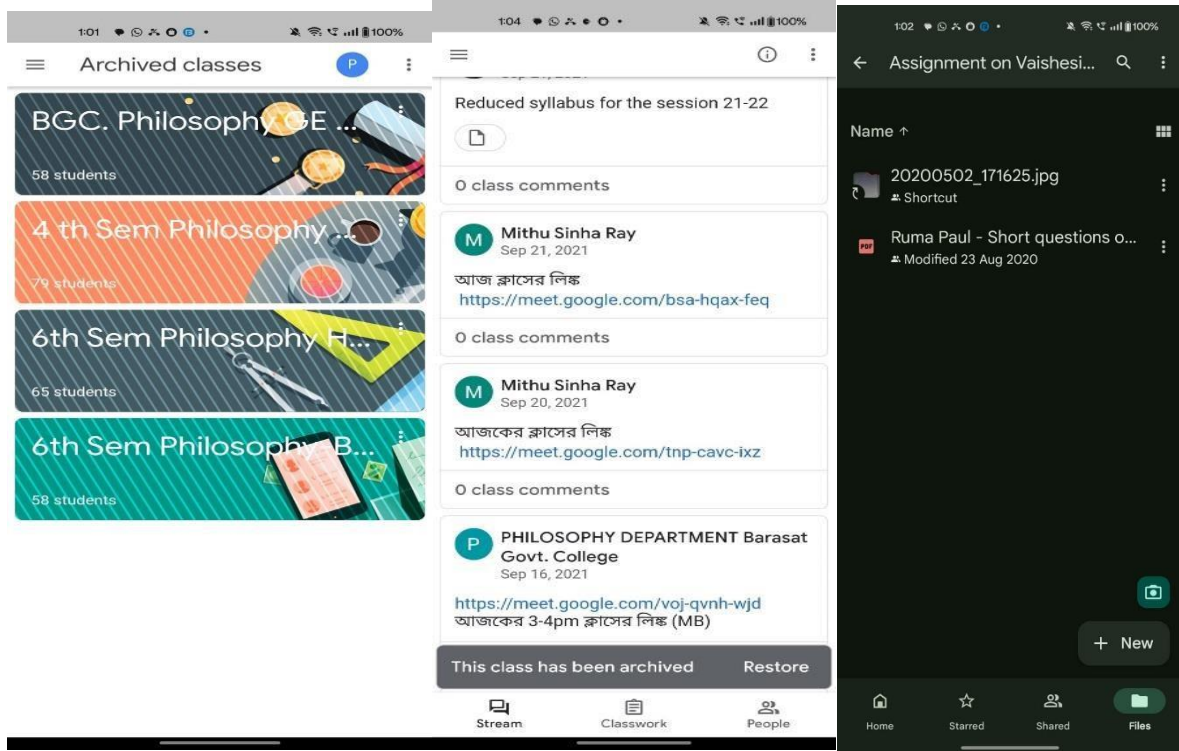 1:01
100%
Archived classes
P
BGC. Philosophy GE ...
58 students
4 th Sem Philosophy ...
79 students
6th Sem Philosophy H...
65 students
6th Sem Philosophy B...
58 students
1:04
100%
Reduced syllabus for the session 21-22
0 class comments
M
Mithu Sinha Ray
Sep 21, 2021
আজ ক্লাসের লিঙ্ক
https://meet.google.com/bsa-hqax-feq
0 class comments
M
Mithu Sinha Ray
Sep 20, 2021
আজকের ক্লাসের লিঙ্ক
https://meet.google.com/tnp-cavc-ixz
0 class comments
P
PHILOSOPHY DEPARTMENT Barasat
Govt. College
Sep 16, 2021
https://meet.google.com/voj-qvnh-wjd
আজকের 3-4pm ক্লাসের লিঙ্ক (MB)
This class has been archived Restore
Stream Classwork People
1:02
100%
Assignment on Vaishesi...
Name ↑
20200502_171625.jpg
Shortcut
PDF
Ruma Paul - Short questions o...
Modified 23 Aug 2020
+ New
Home Starred Shared Files